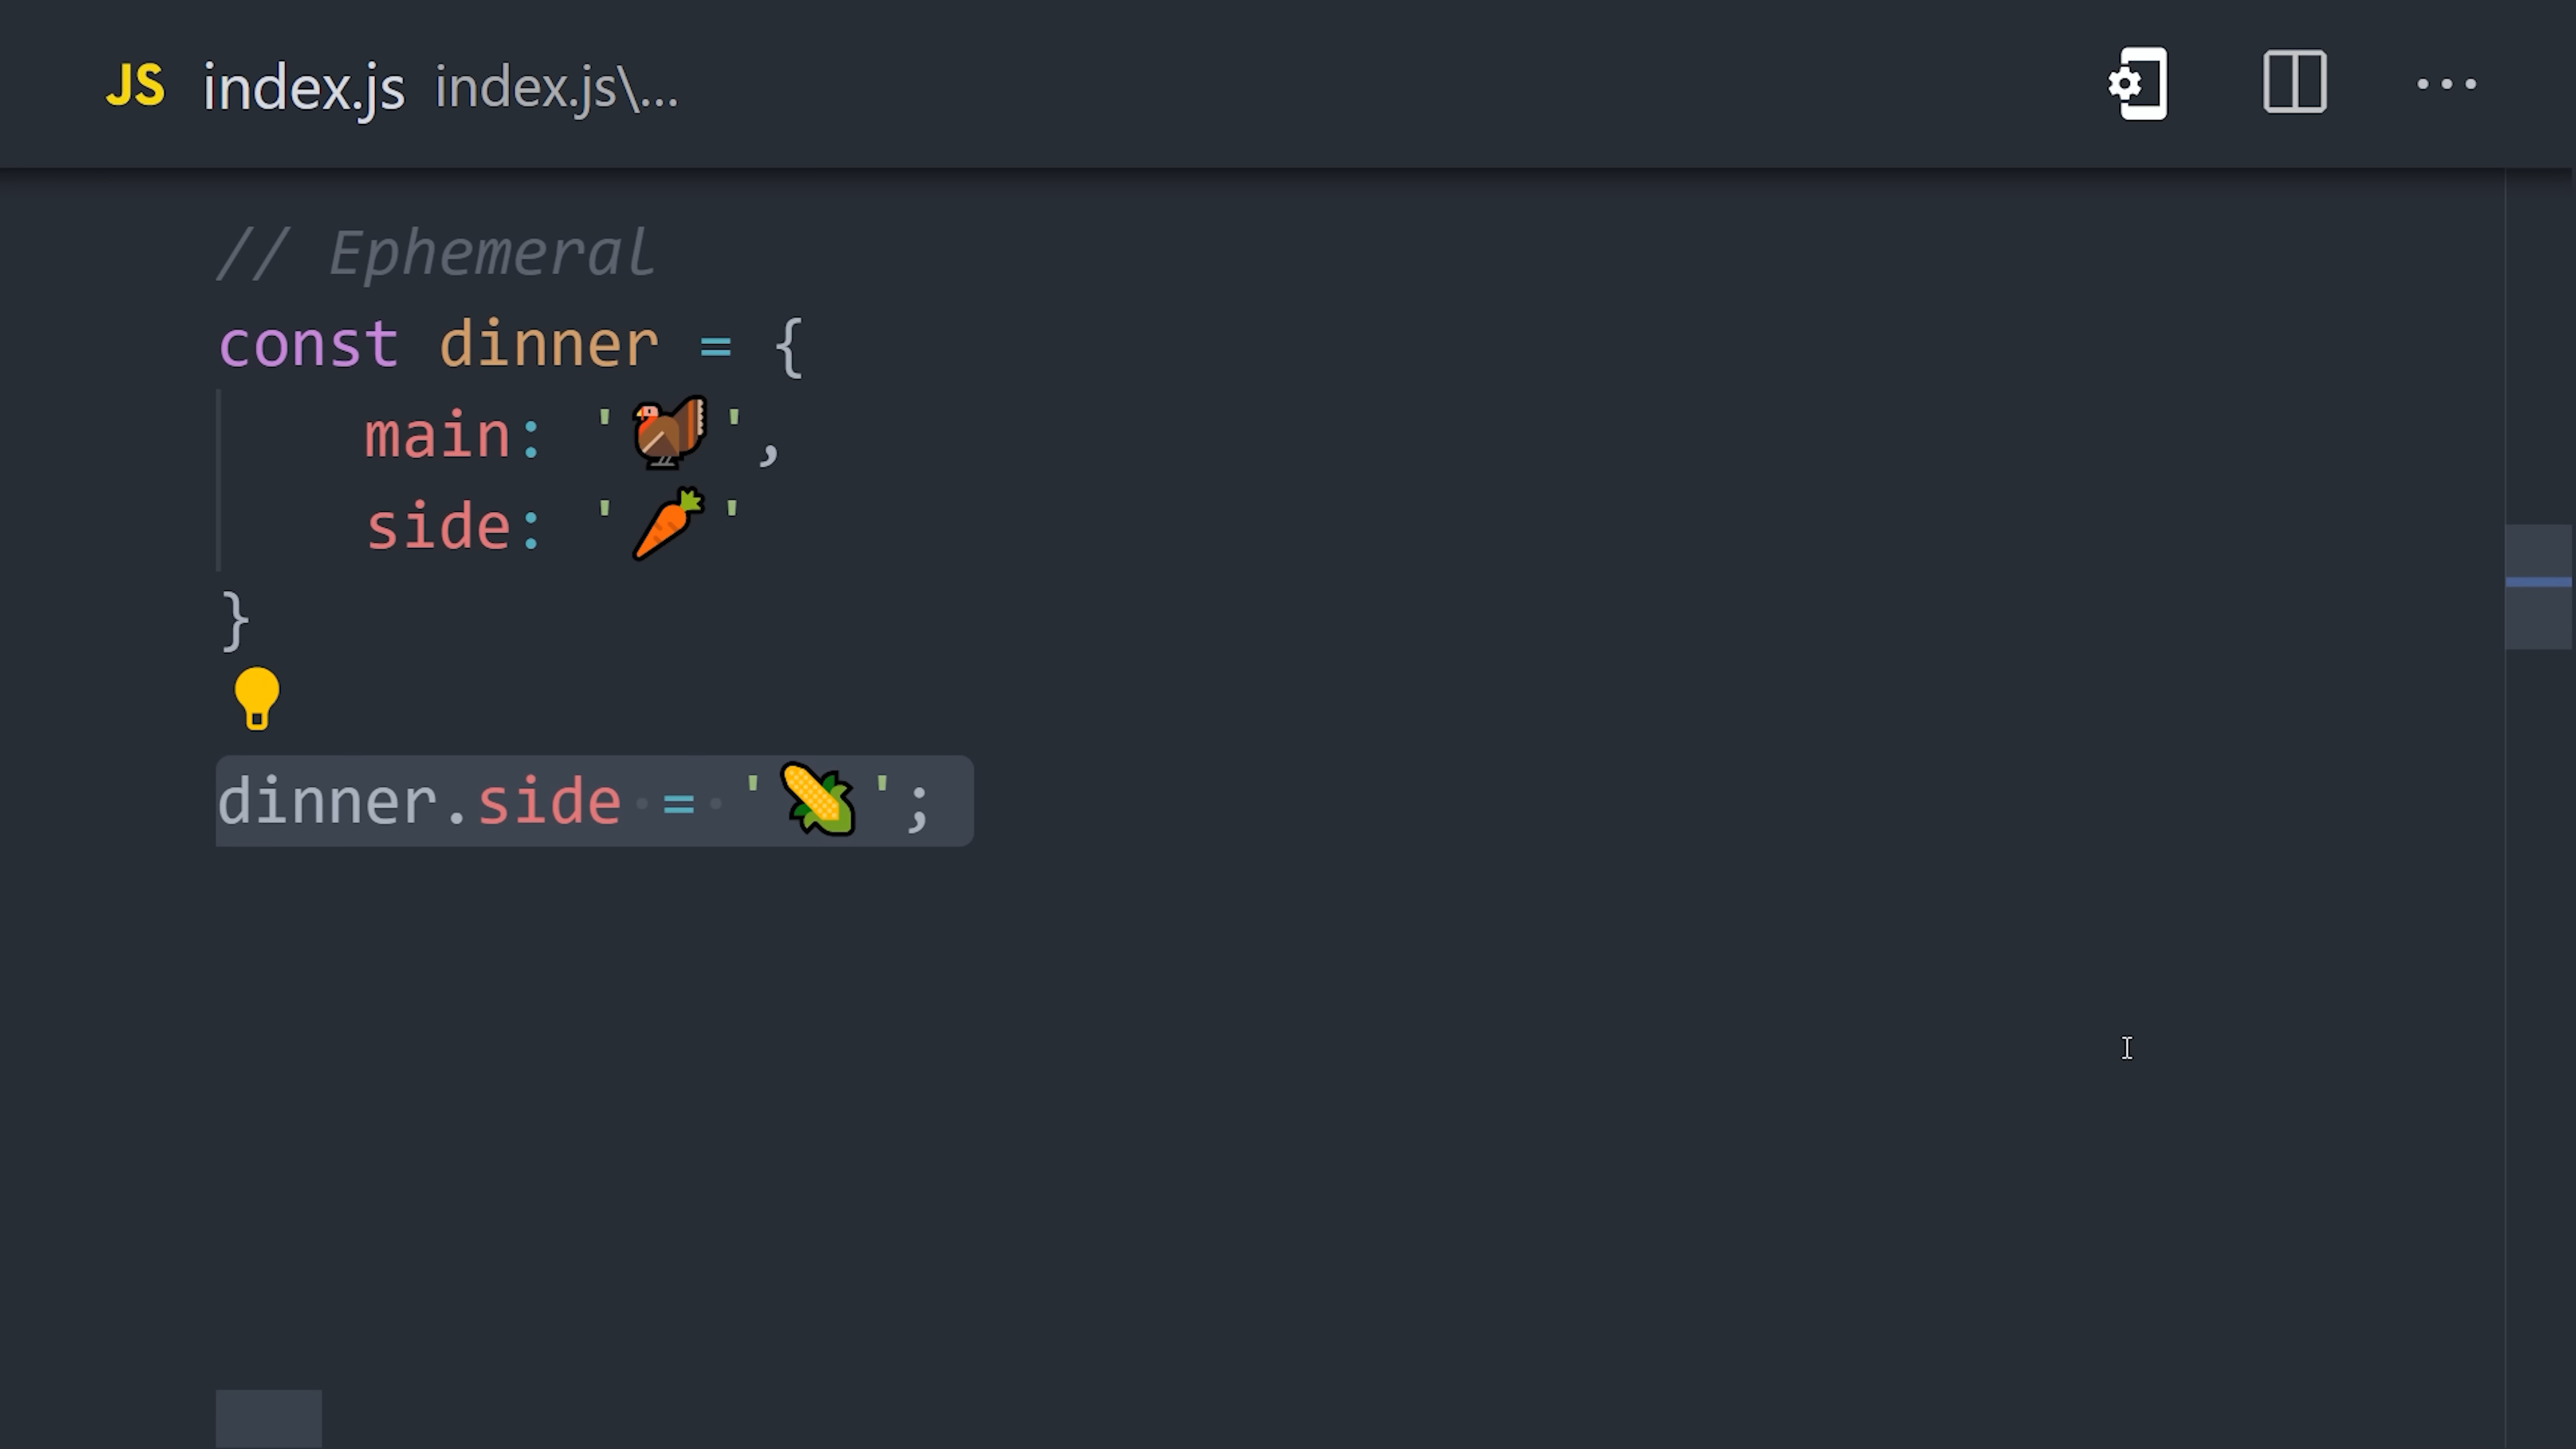 JS index.js index.js\...
// Ephemeral
const dinner = {
    main: '🦃',
    side: '🥕'
}
dinner.side = '🌽';